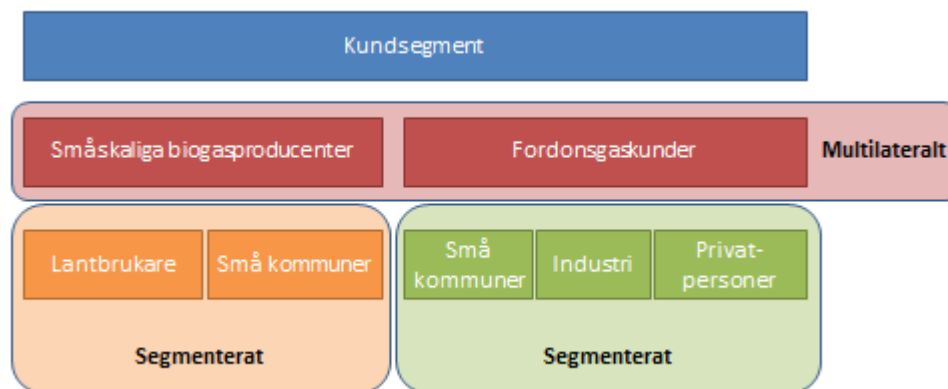 Kundsegment
Småskaliga biogasproducenter
Fordonsgaskunder
Multilateralt
Lantbrukare
Små kommuner
Små
kommuner
Industri
Privat-
personer
Segmenterat
Segmenterat